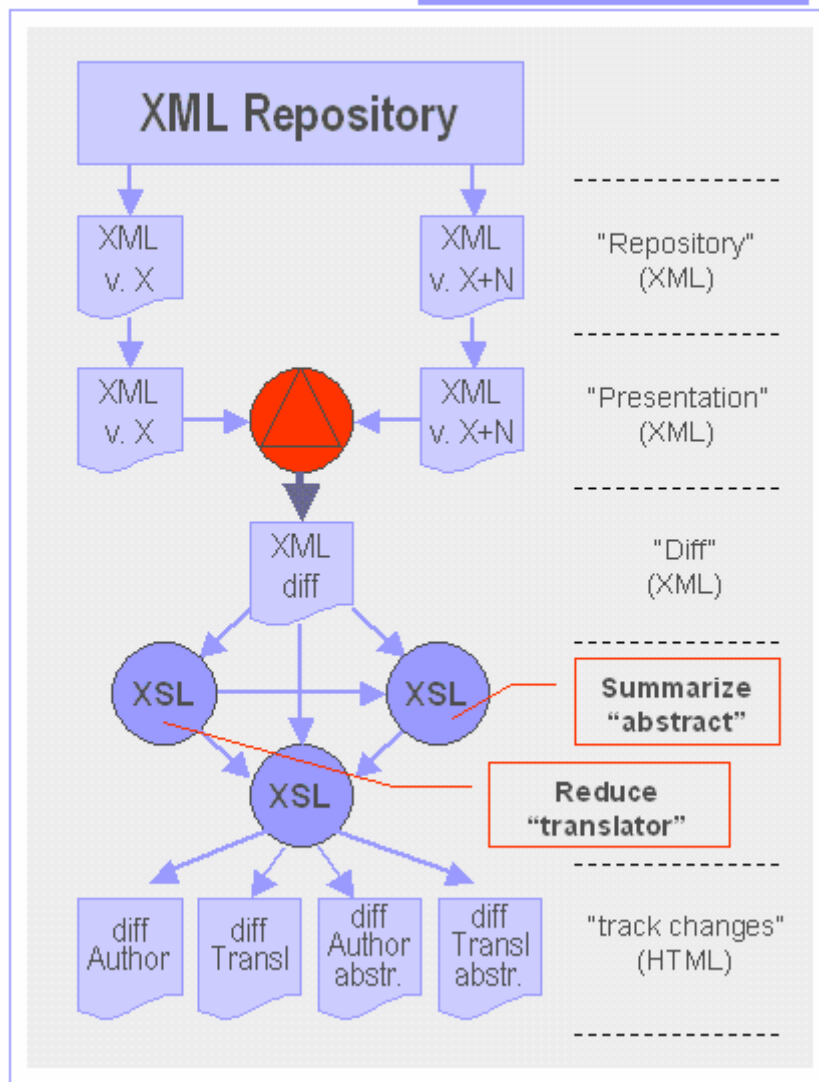 XML Repository
XML
v. X
XML
v. X+N
"Repository"
(XML)
XML
v. X
XML
v. X+N
"Presentation"
(XML)
XML
diff
"Diff"
(XML)
XSL
XSL
Summarize
“abstract”
XSL
Reduce
“translator”
diff
Author
diff
Transl
diff
Author
abstr.
diff
Transl
abstr.
"track changes"
(HTML)